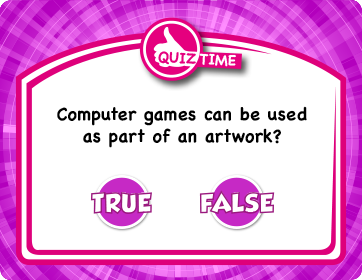 QUIZ TIME
Computer games can be used
as part of an artwork?
TRUE FALSE